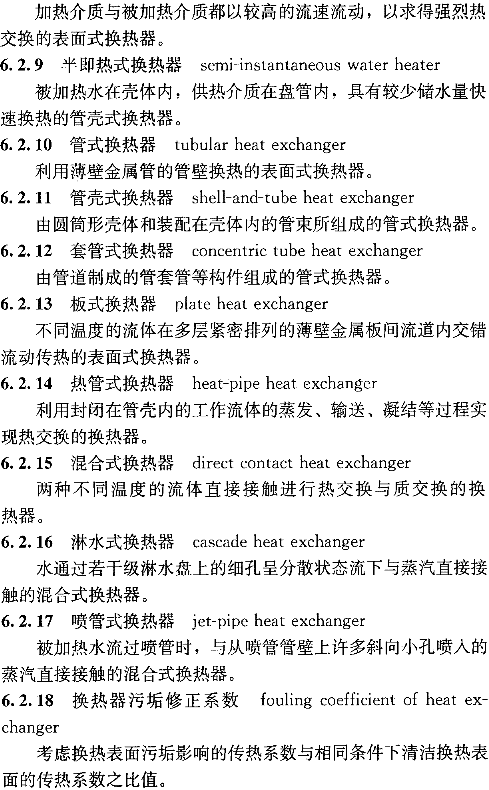 加热介质与被加热介质都以较高的流速流动，以求得强烈热
交换的表面式换热器。
6.2.9 半即热式换热器 semi-instantaneous water heater
被加热水在壳体内，供热介质在盘管内，具有较少储水量快
速换热的管壳式换热器。
6.2.10 管式换热器 tubular heat exchanger
利用薄壁金属管的管壁换热的表面式换热器。
6.2.11 管壳式换热器 shell-and-tube heat exchanger
由圆筒形壳体和装配在壳体内的管束所组成的管式换热器。
6.2.12 套管式换热器 concentric tube heat exchanger
由管道制成的管套管等构件组成的管式换热器。
6.2.13 板式换热器 plate heat exchanger
不同温度的流体在多层紧密排列的薄壁金属板间流道内交错
流动传热的表面式换热器。
6.2.14 热管式换热器 heat-pipe heat exchanger
利用封闭在管壳内的工作流体的蒸发、输送、凝结等过程实
现热交换的换热器。
6.2.15 混合式换热器 direct contact heat exchanger
两种不同温度的流体直接接触进行热交换与质交换的换
热器。
6.2.16 淋水式换热器 cascade heat exchanger
水通过若干级淋水盘上的细孔呈分散状态流下与蒸汽直接接
触的混合式换热器。
6.2.17 喷管式换热器 jet-pipe heat exchanger
被加热水流过喷管时，与从喷管管壁上许多斜向小孔喷入的
蒸汽直接接触的混合式换热器。
6.2.18 换热器污垢修正系数 fouling coefficient of heat ex-
changer
考虑换热表面污垢影响的传热系数与相同条件下清洁换热表
面的传热系数之比值。